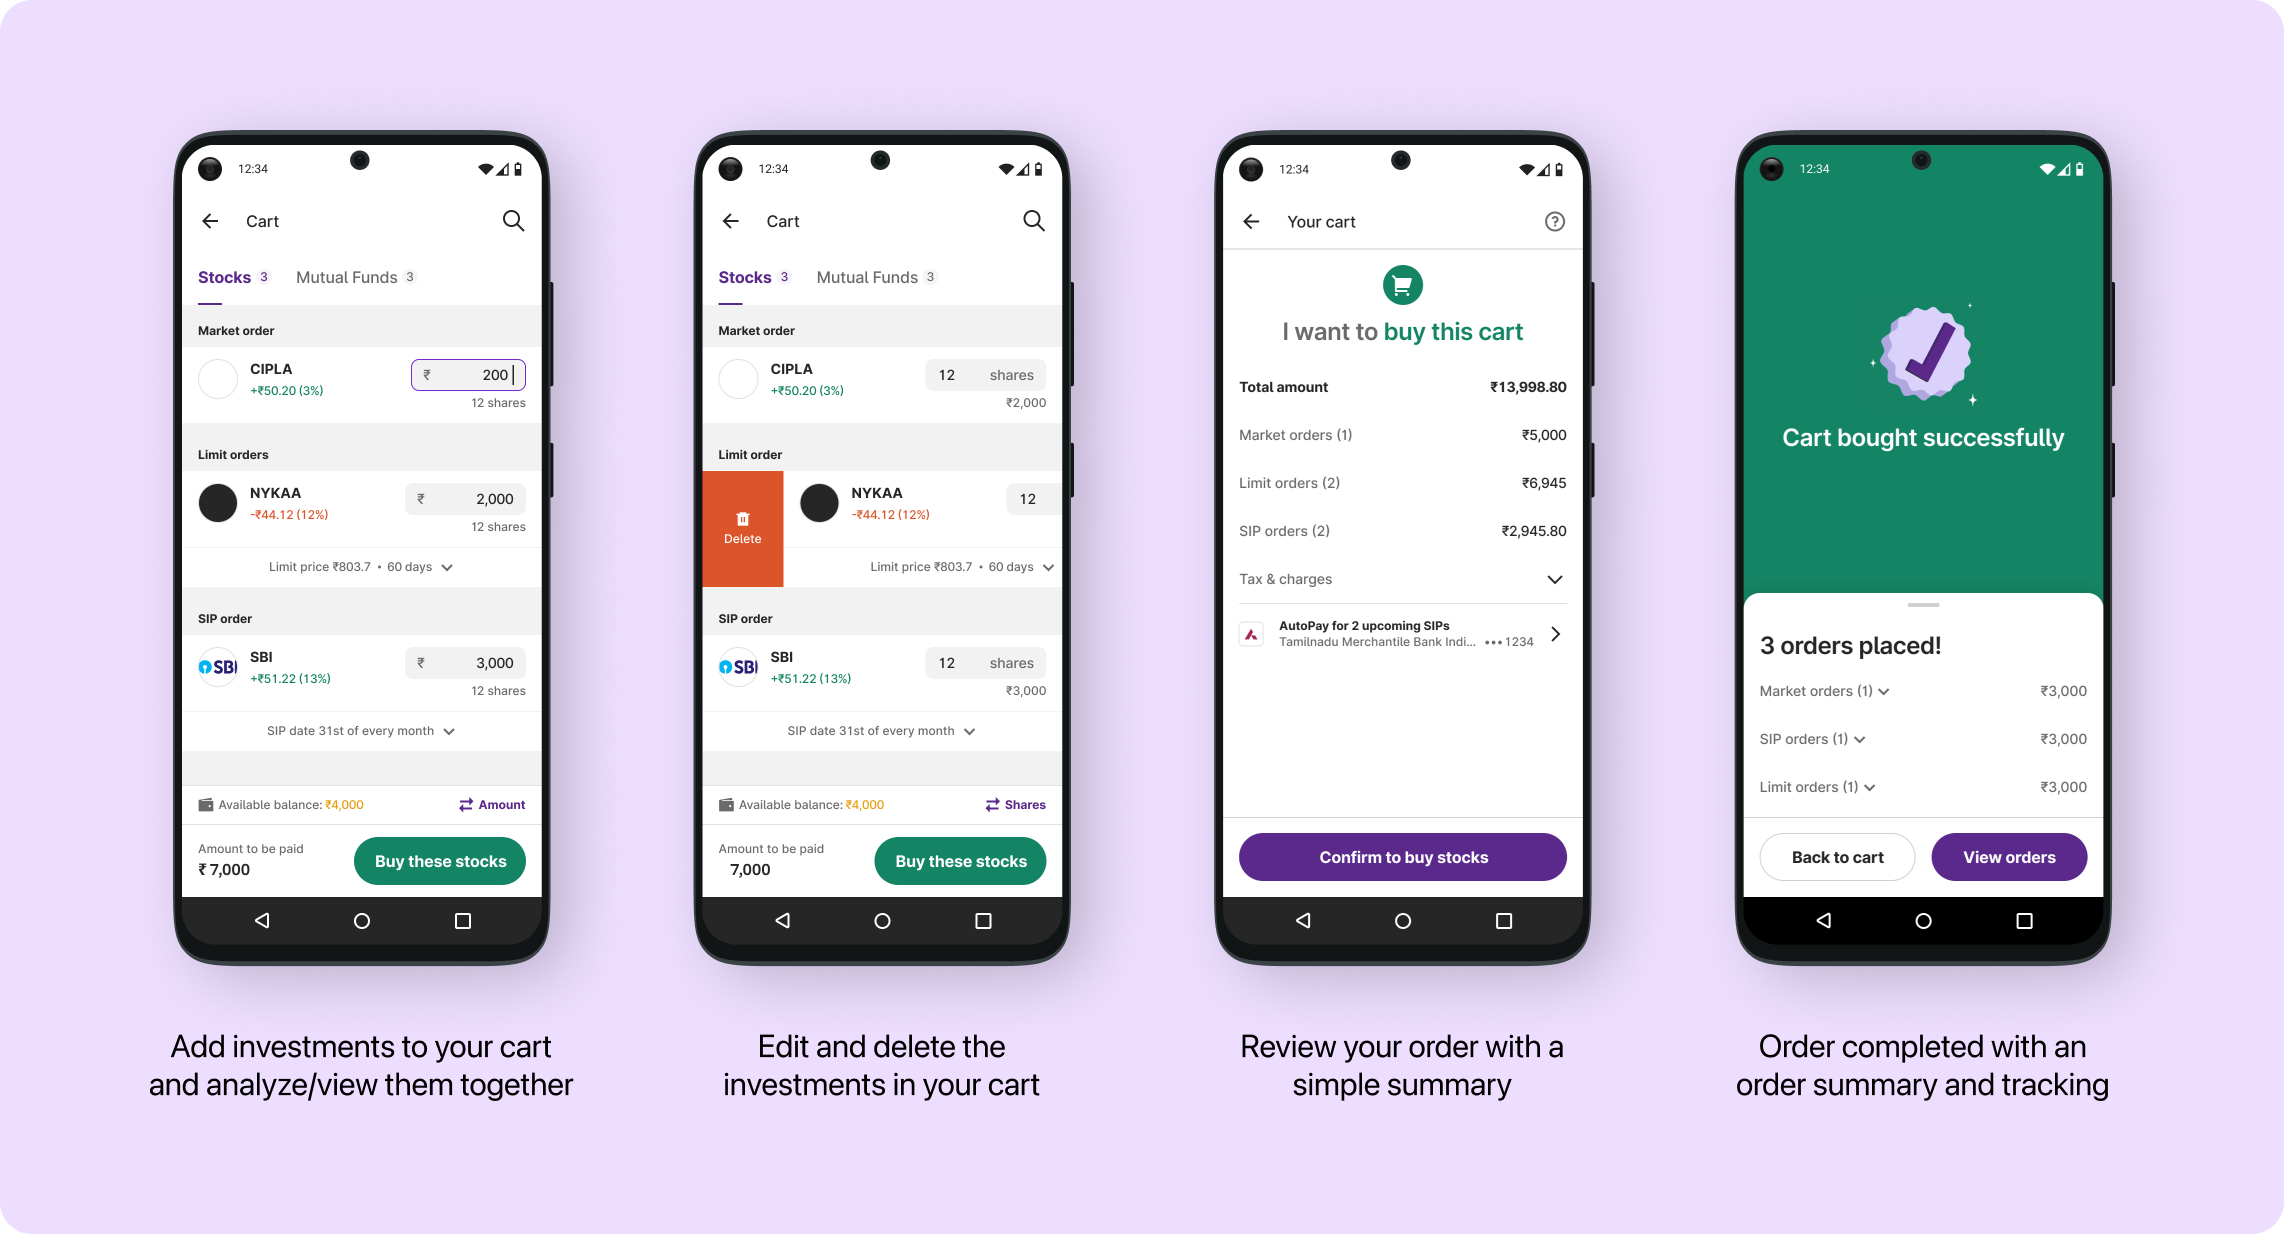 12:34
Cart
Stocks 3 Mutual Funds 3
Market order
CIPLA ₹ 200
+₹50.20 (3%) 12 shares
Limit orders
NYKAA ₹ 2,000
-₹44.12 (12%) 12 shares
Limit price ₹803.7 • 60 days
SIP order
SBI SBI ₹ 3,000
+₹51.22 (13%) 12 shares
SIP date 31st of every month
Available balance: ₹4,000 Amount
Amount to be paid
₹ 7,000 Buy these stocks
Add investments to your cart
and analyze/view them together
12:34
Cart
Stocks 3 Mutual Funds 3
Market order
CIPLA 12 shares
+₹50.20 (3%) ₹2,000
Limit order
NYKAA 12
-₹44.12 (12%)
Delete
Limit price ₹803.7 • 60 days
SIP order
SBI SBI 12 shares
+₹51.22 (13%) ₹3,000
SIP date 31st of every month
Available balance: ₹4,000 Shares
Amount to be paid
7,000 Buy these stocks
Edit and delete the
investments in your cart
12:34
Your cart
I want to buy this cart
Total amount ₹13,998.80
Market orders (1) ₹5,000
Limit orders (2) ₹6,945
SIP orders (2) ₹2,945.80
Tax & charges
AutoPay for 2 upcoming SIPs
Tamilnadu Merchantile Bank Indi... •••1234
Confirm to buy stocks
Review your order with a
simple summary
12:34
Cart bought successfully
3 orders placed!
Market orders (1) ₹3,000
SIP orders (1) ₹3,000
Limit orders (1) ₹3,000
Back to cart View orders
Order completed with an
order summary and tracking